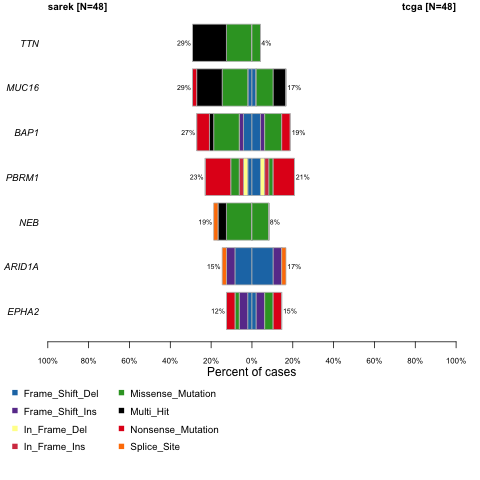 sarek [N=48] tcga [N=48]
TTN 29% 4%
MUC16 29% 17%
BAP1 27% 19%
PBRM1 23% 21%
NEB 19% 8%
ARID1A 15% 17%
EPHA2 12% 15%
100% 80% 60% 40% 20% 0% 20% 40% 60% 80% 100%
Percent of cases
Frame_Shift_Del Missense_Mutation
Frame_Shift_Ins Multi_Hit
In_Frame_Del Nonsense_Mutation
In_Frame_Ins Splice_Site